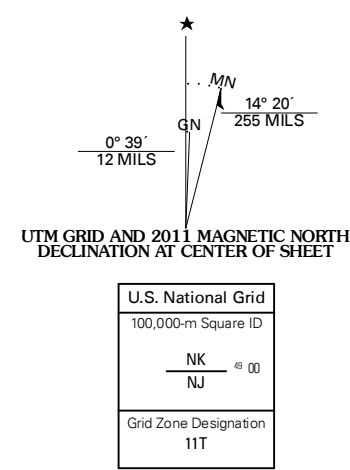 ★
MN
GN
14° 20´
255 MILS
0° 39´
12 MILS
UTM GRID AND 2011 MAGNETIC NORTH
DECLINATION AT CENTER OF SHEET
U.S. National Grid
100,000-m Square ID
NK
49 00
NJ
Grid Zone Designation
11T